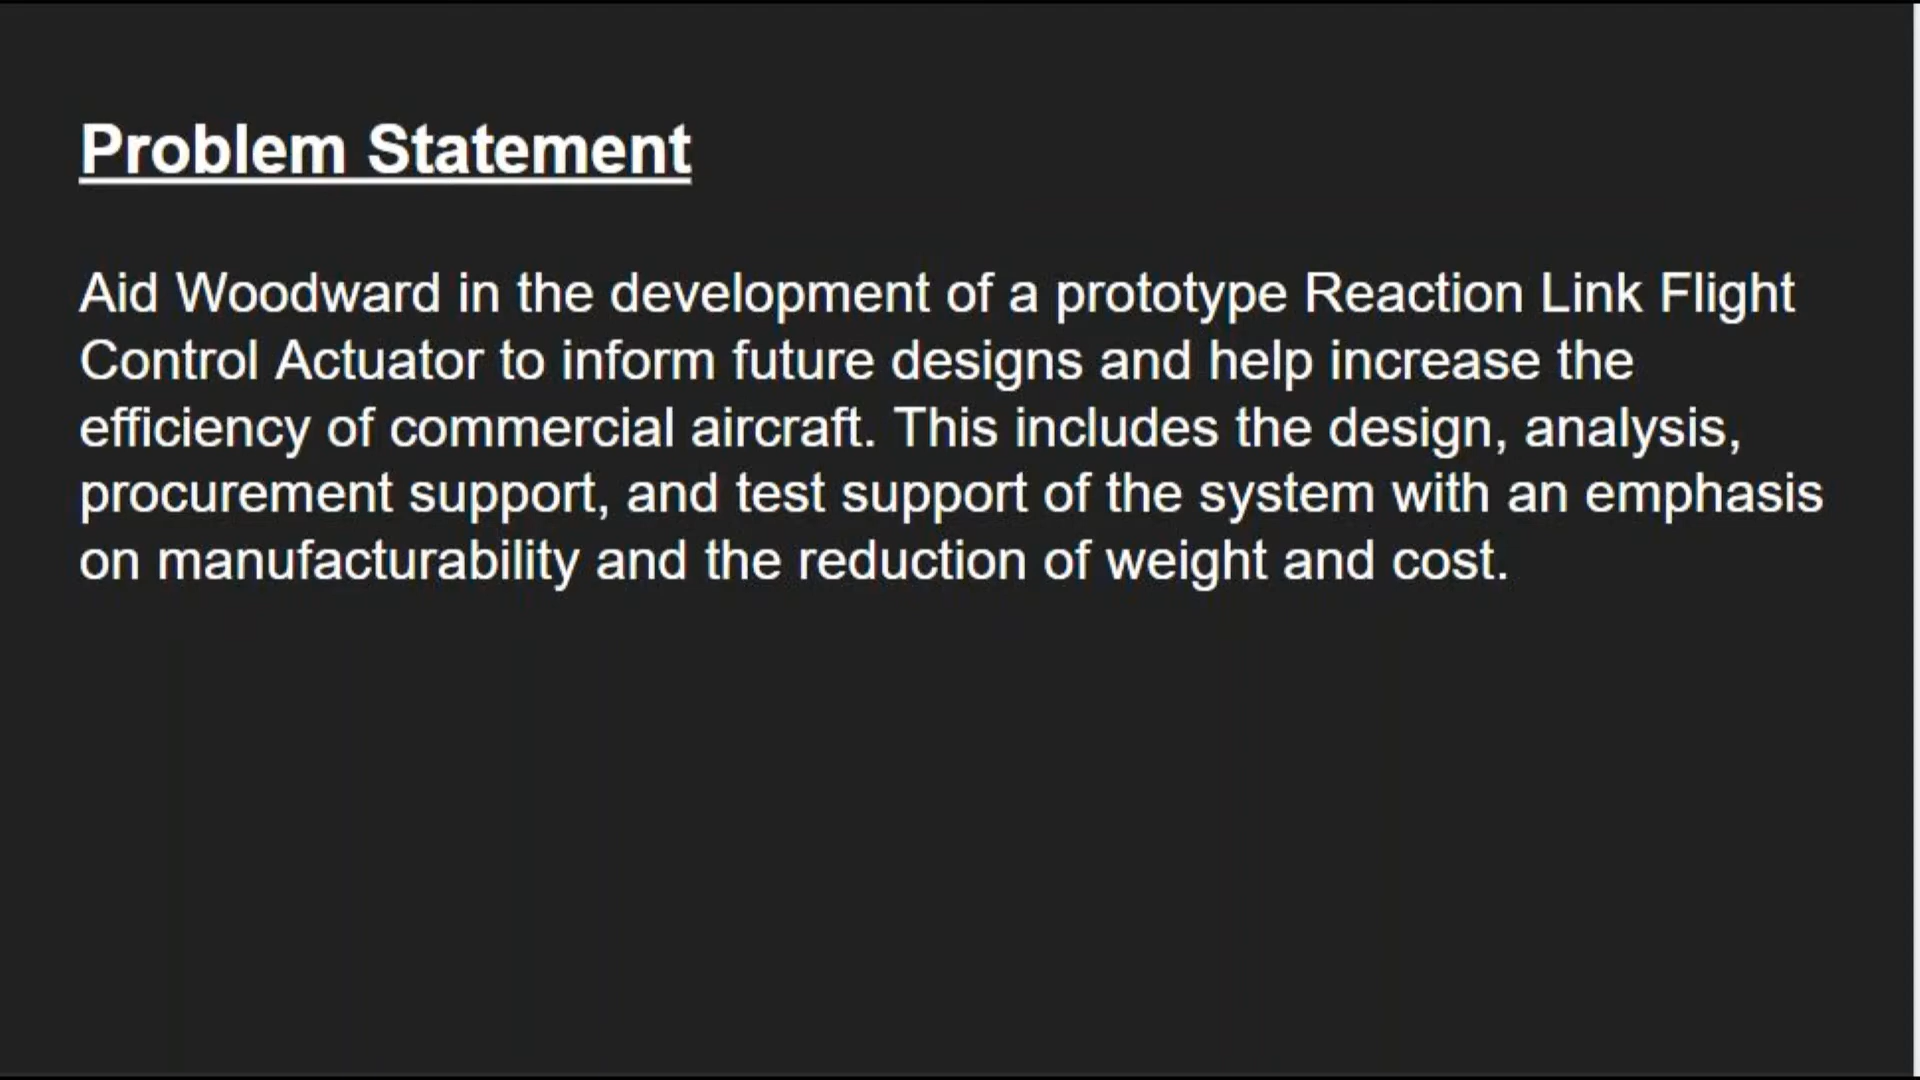 Problem Statement
Aid Woodward in the development of a prototype Reaction Link Flight
Control Actuator to inform future designs and help increase the
efficiency of commercial aircraft. This includes the design, analysis,
procurement support, and test support of the system with an emphasis
on manufacturability and the reduction of weight and cost.